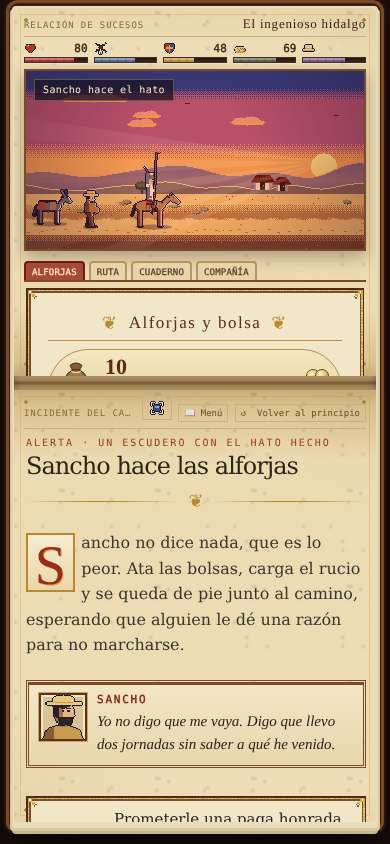 RELACIÓN DE SUCESOS
El ingenioso hidalgo
80
48
69
Sancho hace el hato
ALFORJAS
RUTA
CUADERNO
COMPAÑÍA
Alforjas y bolsa
10
INCIDENTE DEL CA…
Menú
↺ Volver al principio
ALERTA · UN ESCUDERO CON EL HATO HECHO
Sancho hace las alforjas
Sancho no dice nada, que es lo
peor. Ata las bolsas, carga el rucio
y se queda de pie junto al camino,
esperando que alguien le dé una razón
para no marcharse.
SANCHO
Yo no digo que me vaya. Digo que llevo
dos jornadas sin saber a qué he venido.
Prometerle una paga honrada